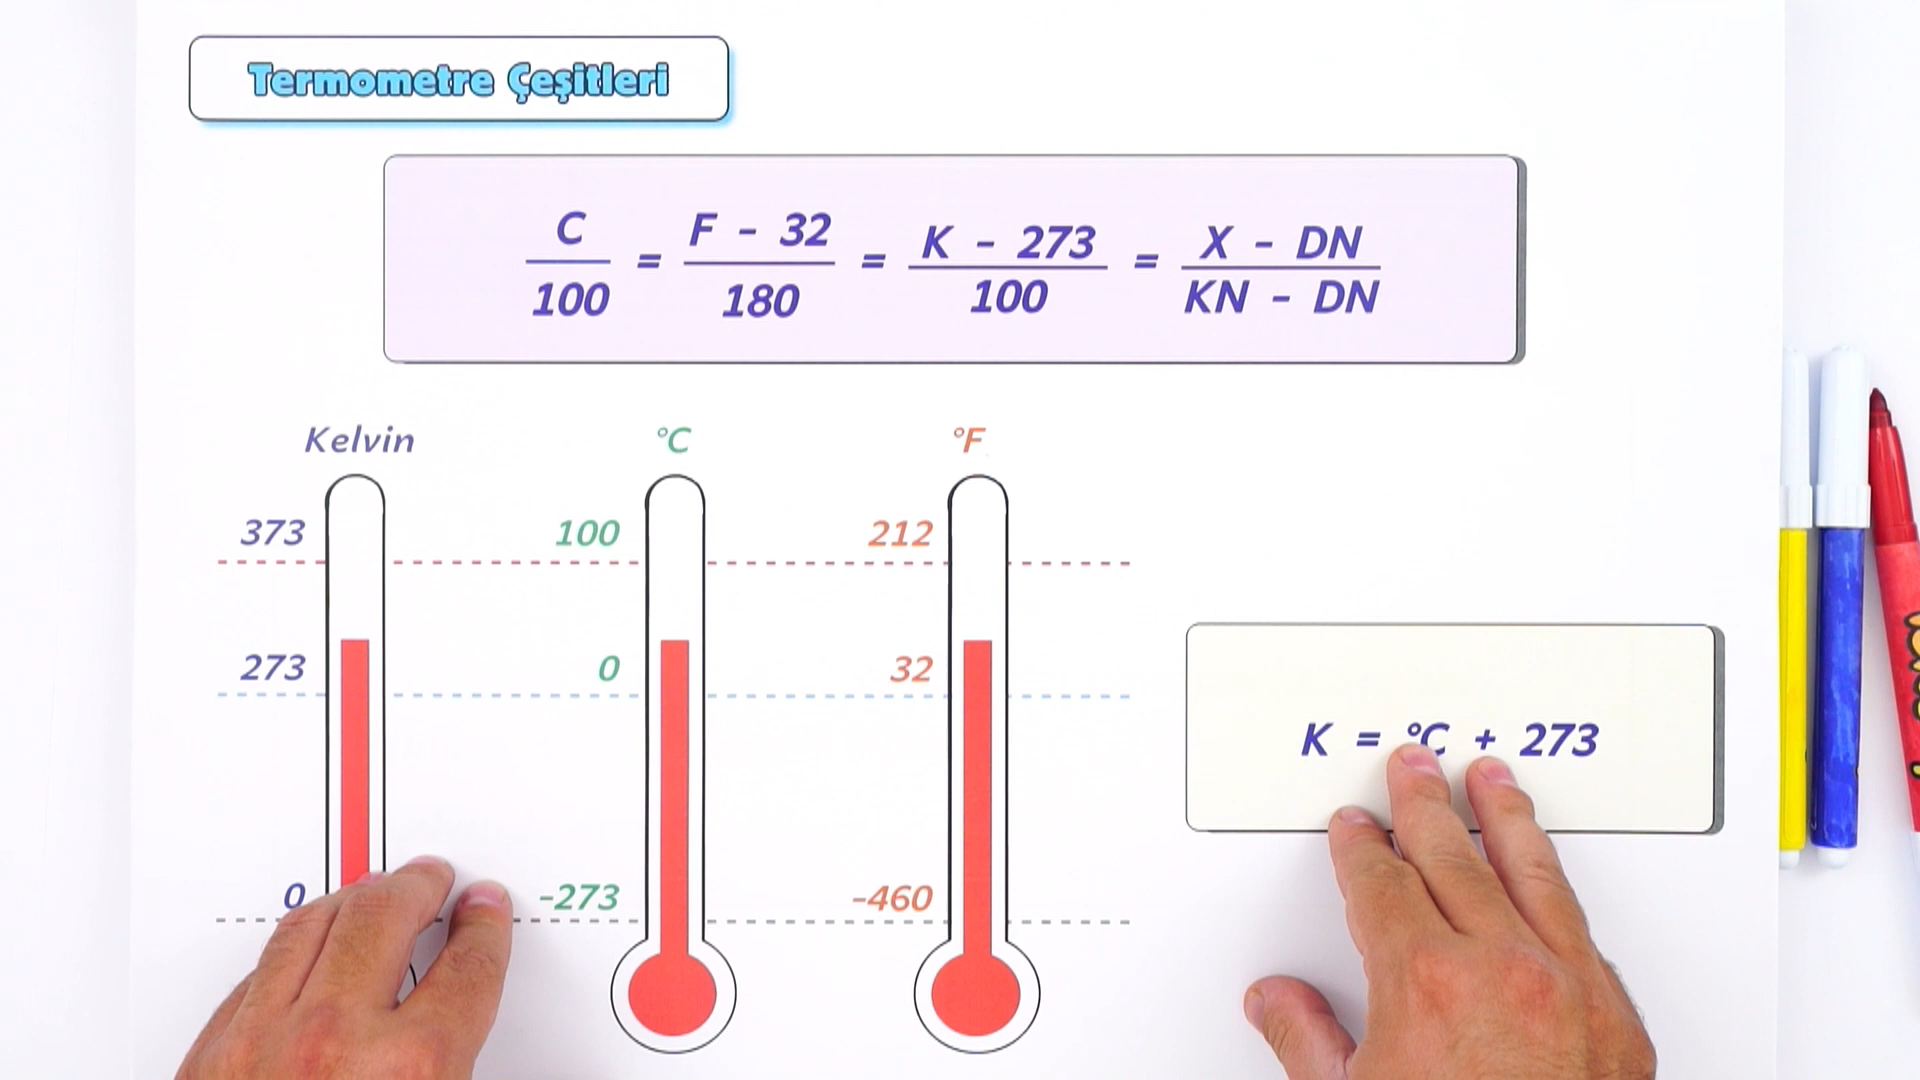 Termometre Çeşitleri
C/100 = F - 32/180 = K - 273/100 = X - DN/KN - DN
Kelvin °C °F
373 100 212
273 0 32
K = °C + 273
0 -273 -460